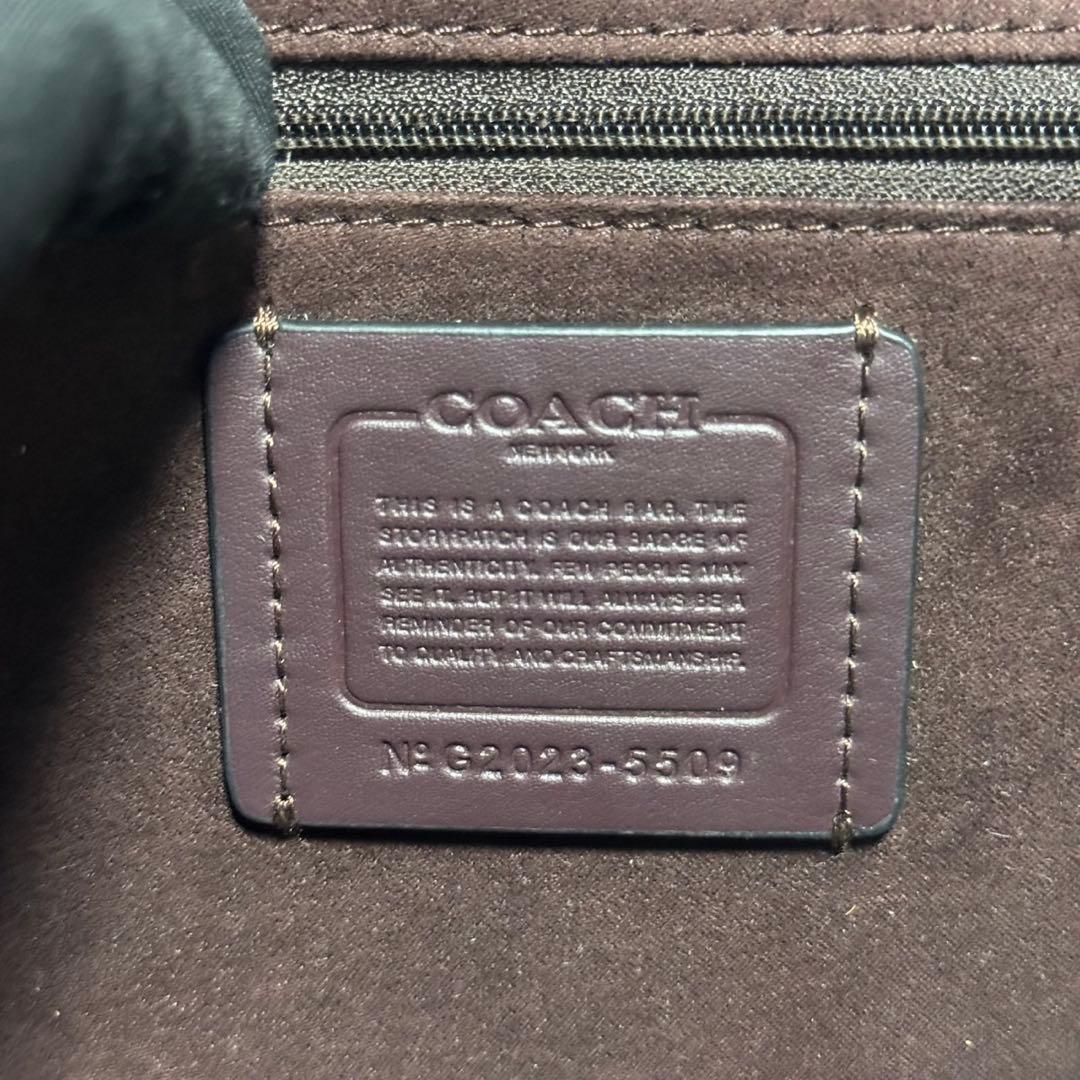 COACH
NEW YORK
THIS IS A COACH BAG. THE
STORYPATCH IS OUR BADGE OF
AUTHENTICITY. FEW PEOPLE MAY
SEE IT. BUT IT WILL ALWAYS BE A
REMINDER OF OUR COMMITMENT
TO QUALITY AND CRAFTSMANSHIP.
Nº G2023-5509